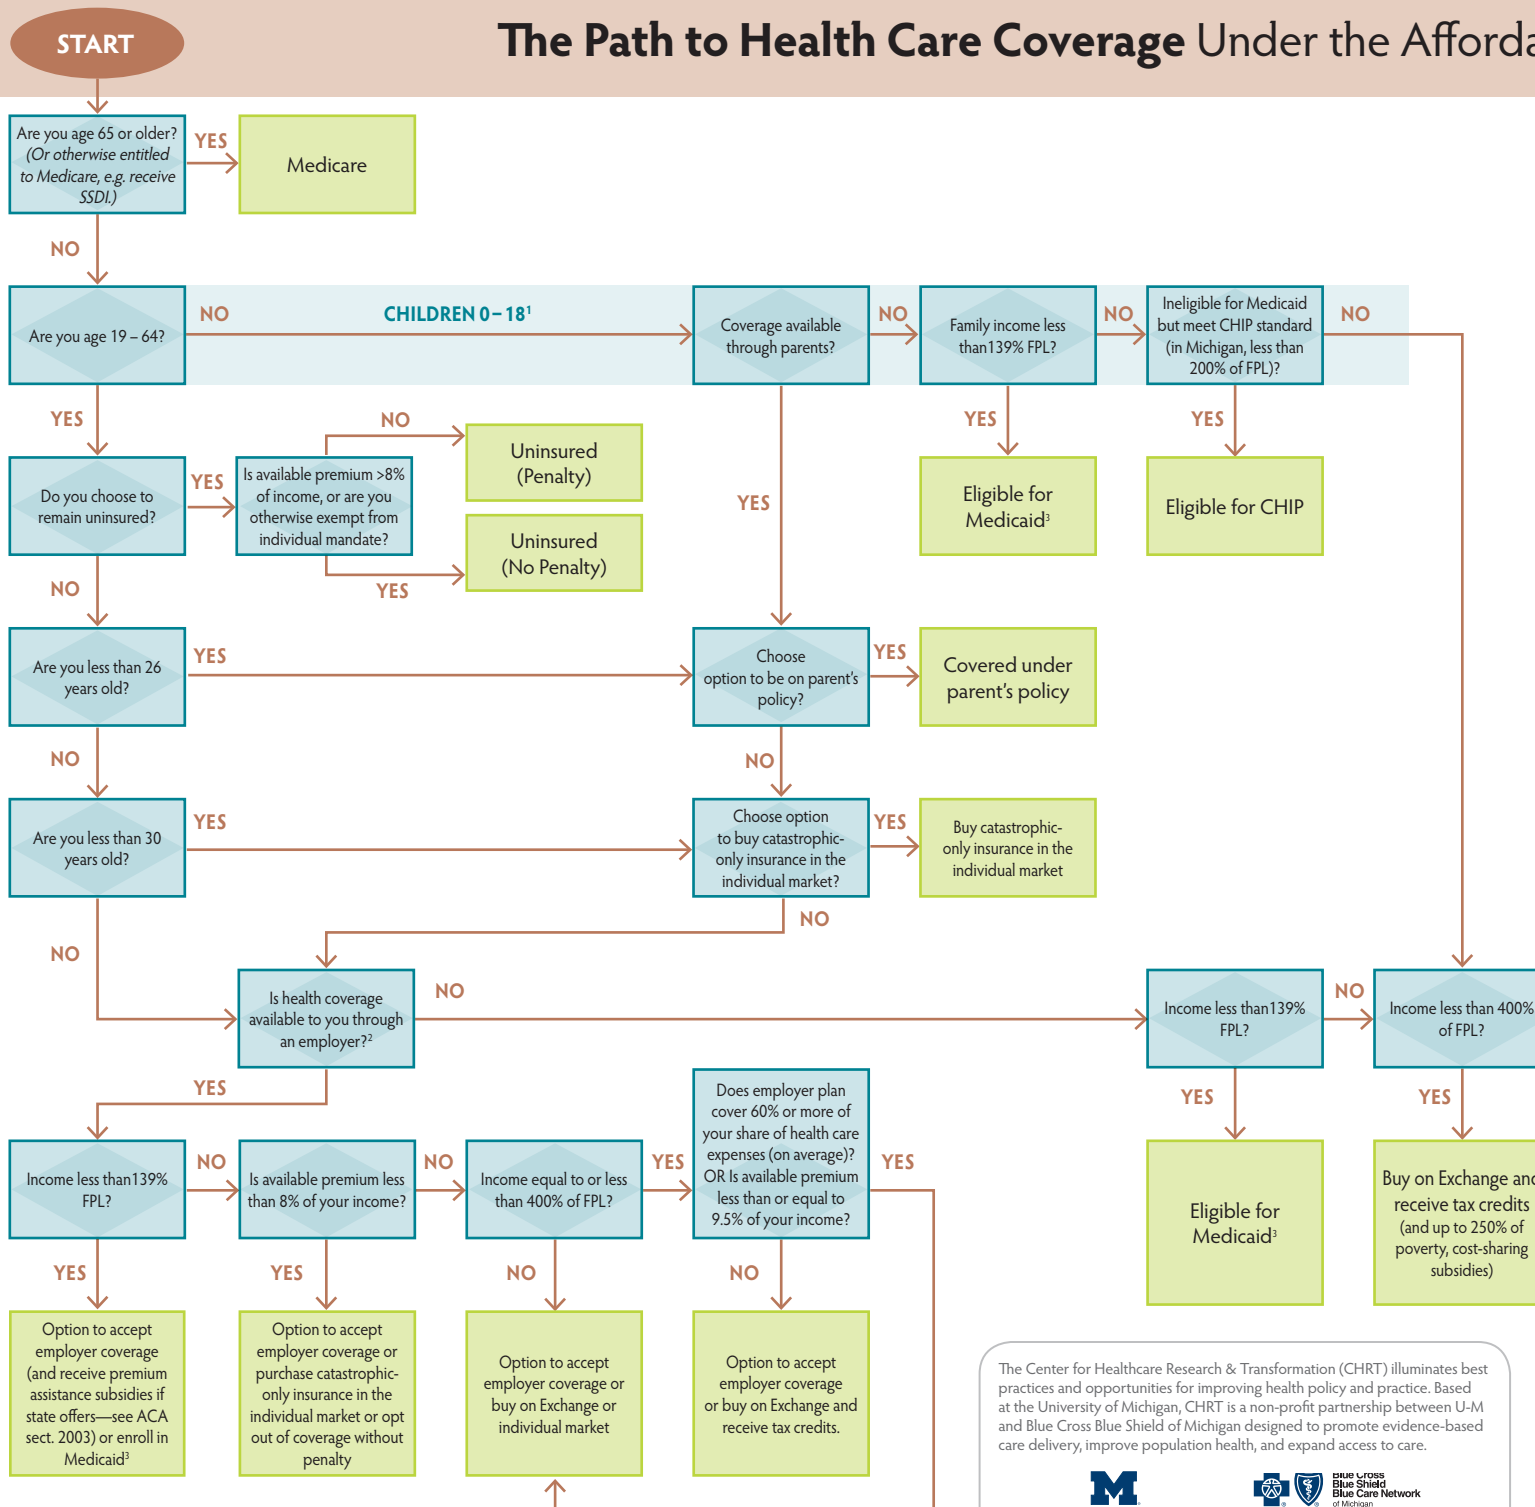 START
The Path to Health Care Coverage Under the Afforda
Are you age 65 or older?
(Or otherwise entitled
to Medicare, e.g. receive
SSDI.)
YES
Medicare
NO
Are you age 19 – 64?
NO
CHILDREN 0 – 18¹
Coverage available
through parents?
NO
Family income less
than139% FPL?
NO
Ineligible for Medicaid
but meet CHIP standard
(in Michigan, less than
200% of FPL)?
NO
YES
Do you choose to
remain uninsured?
YES
Is available premium >8%
of income, or are you
otherwise exempt from
individual mandate?
NO
Uninsured
(Penalty)
YES
Uninsured
(No Penalty)
YES
YES
Eligible for
Medicaid³
YES
Eligible for CHIP
NO
Are you less than 26
years old?
YES
Choose
option to be on parent's
policy?
YES
Covered under
parent's policy
NO
NO
Are you less than 30
years old?
YES
Choose option
to buy catastrophic-
only insurance in the
individual market?
YES
Buy catastrophic-
only insurance in the
individual market
NO
NO
Is health coverage
available to you through
an employer?²
NO
Income less than139%
FPL?
NO
Income less than 400%
of FPL?
YES
YES
YES
Income less than139%
FPL?
NO
Is available premium less
than 8% of your income?
NO
Income equal to or less
than 400% of FPL?
YES
Does employer plan
cover 60% or more of
your share of health care
expenses (on average)?
OR Is available premium
less than or equal to
9.5% of your income?
YES
Eligible for
Medicaid³
Buy on Exchange and
receive tax credits
(and up to 250% of
poverty, cost-sharing
subsidies)
YES
YES
NO
NO
Option to accept
employer coverage
(and receive premium
assistance subsidies if
state offers—see ACA
sect. 2003) or enroll in
Medicaid³
Option to accept
employer coverage or
purchase catastrophic-
only insurance in the
individual market or opt
out of coverage without
penalty
Option to accept
employer coverage or
buy on Exchange or
individual market
Option to accept
employer coverage
or buy on Exchange and
receive tax credits.
The Center for Healthcare Research & Transformation (CHRT) illuminates best
practices and opportunities for improving health policy and practice. Based
at the University of Michigan, CHRT is a non-profit partnership between U-M
and Blue Cross Blue Shield of Michigan designed to promote evidence-based
care delivery, improve population health, and expand access to care.
M
Blue Cross
Blue Shield
Blue Care Network
of Michigan